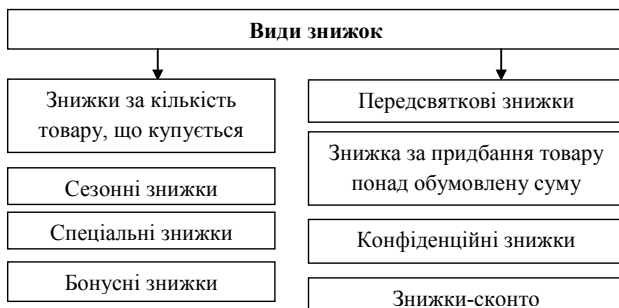 Види знижок
Знижки за кількість
товару, що купується
Сезонні знижки
Спеціальні знижки
Бонусні знижки
Передсвяткові знижки
Знижка за придбання товару
понад обумовлену суму
Конфіденційні знижки
Знижки-сконто